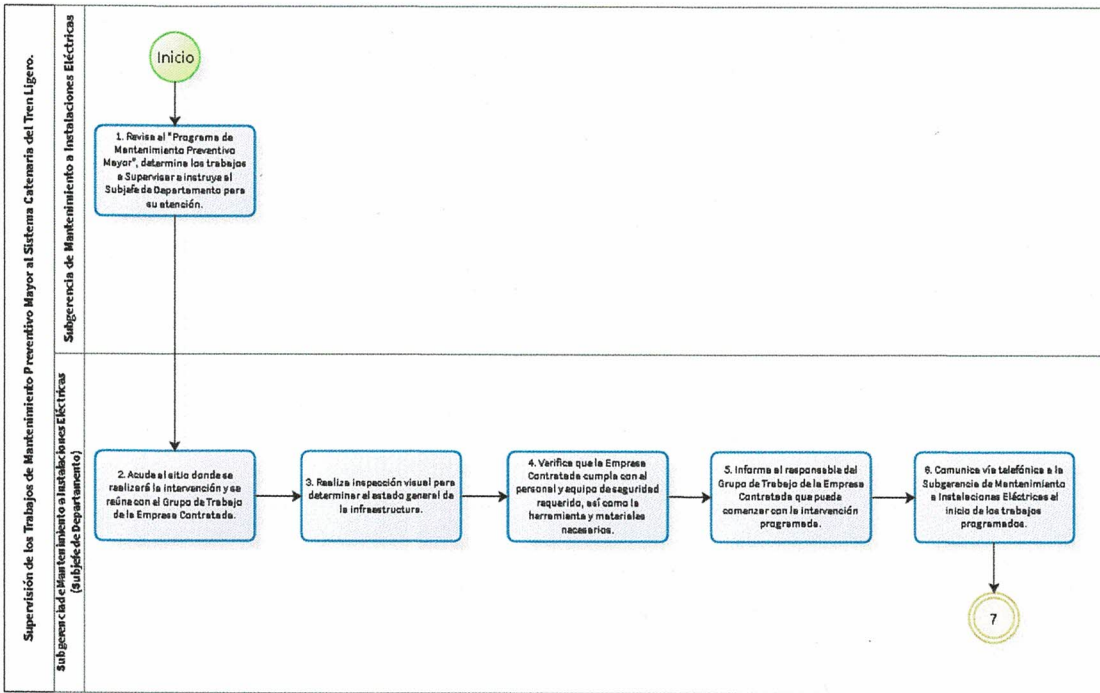 Supervisión de los Trabajos de Mantenimiento Preventivo Mayor al Sistema Catenaria del Tren Ligero.
Subgerencia de Mantenimiento a Instalaciones Eléctricas
Inicio
1. Revisa el "Programa de
Mantenimiento Preventivo
Mayor", determina los trabajos
a Supervisar e instruye al
Subjefe de Departamento para
su atención.
Subgerencia de Mantenimiento a Instalaciones Eléctricas
(Subjefe de Departamento)
2. Acude al sitio donde se
realizará la intervención y se
reúne con el Grupo de Trabajo
de la Empresa Contratada.
3. Realiza inspección visual para
determinar el estado general de
la infraestructura.
4. Verifica que la Empresa
Contratada cumpla con el
personal y equipo de seguridad
requerido, así como la
herramienta y materiales
necesarios.
5. Informa al responsable del
Grupo de Trabajo de la Empresa
Contratada que puede
comenzar con la intervención
programada.
6. Comunica vía telefónica a la
Subgerencia de Mantenimiento
a Instalaciones Eléctricas el
inicio de los trabajos
programados.
7